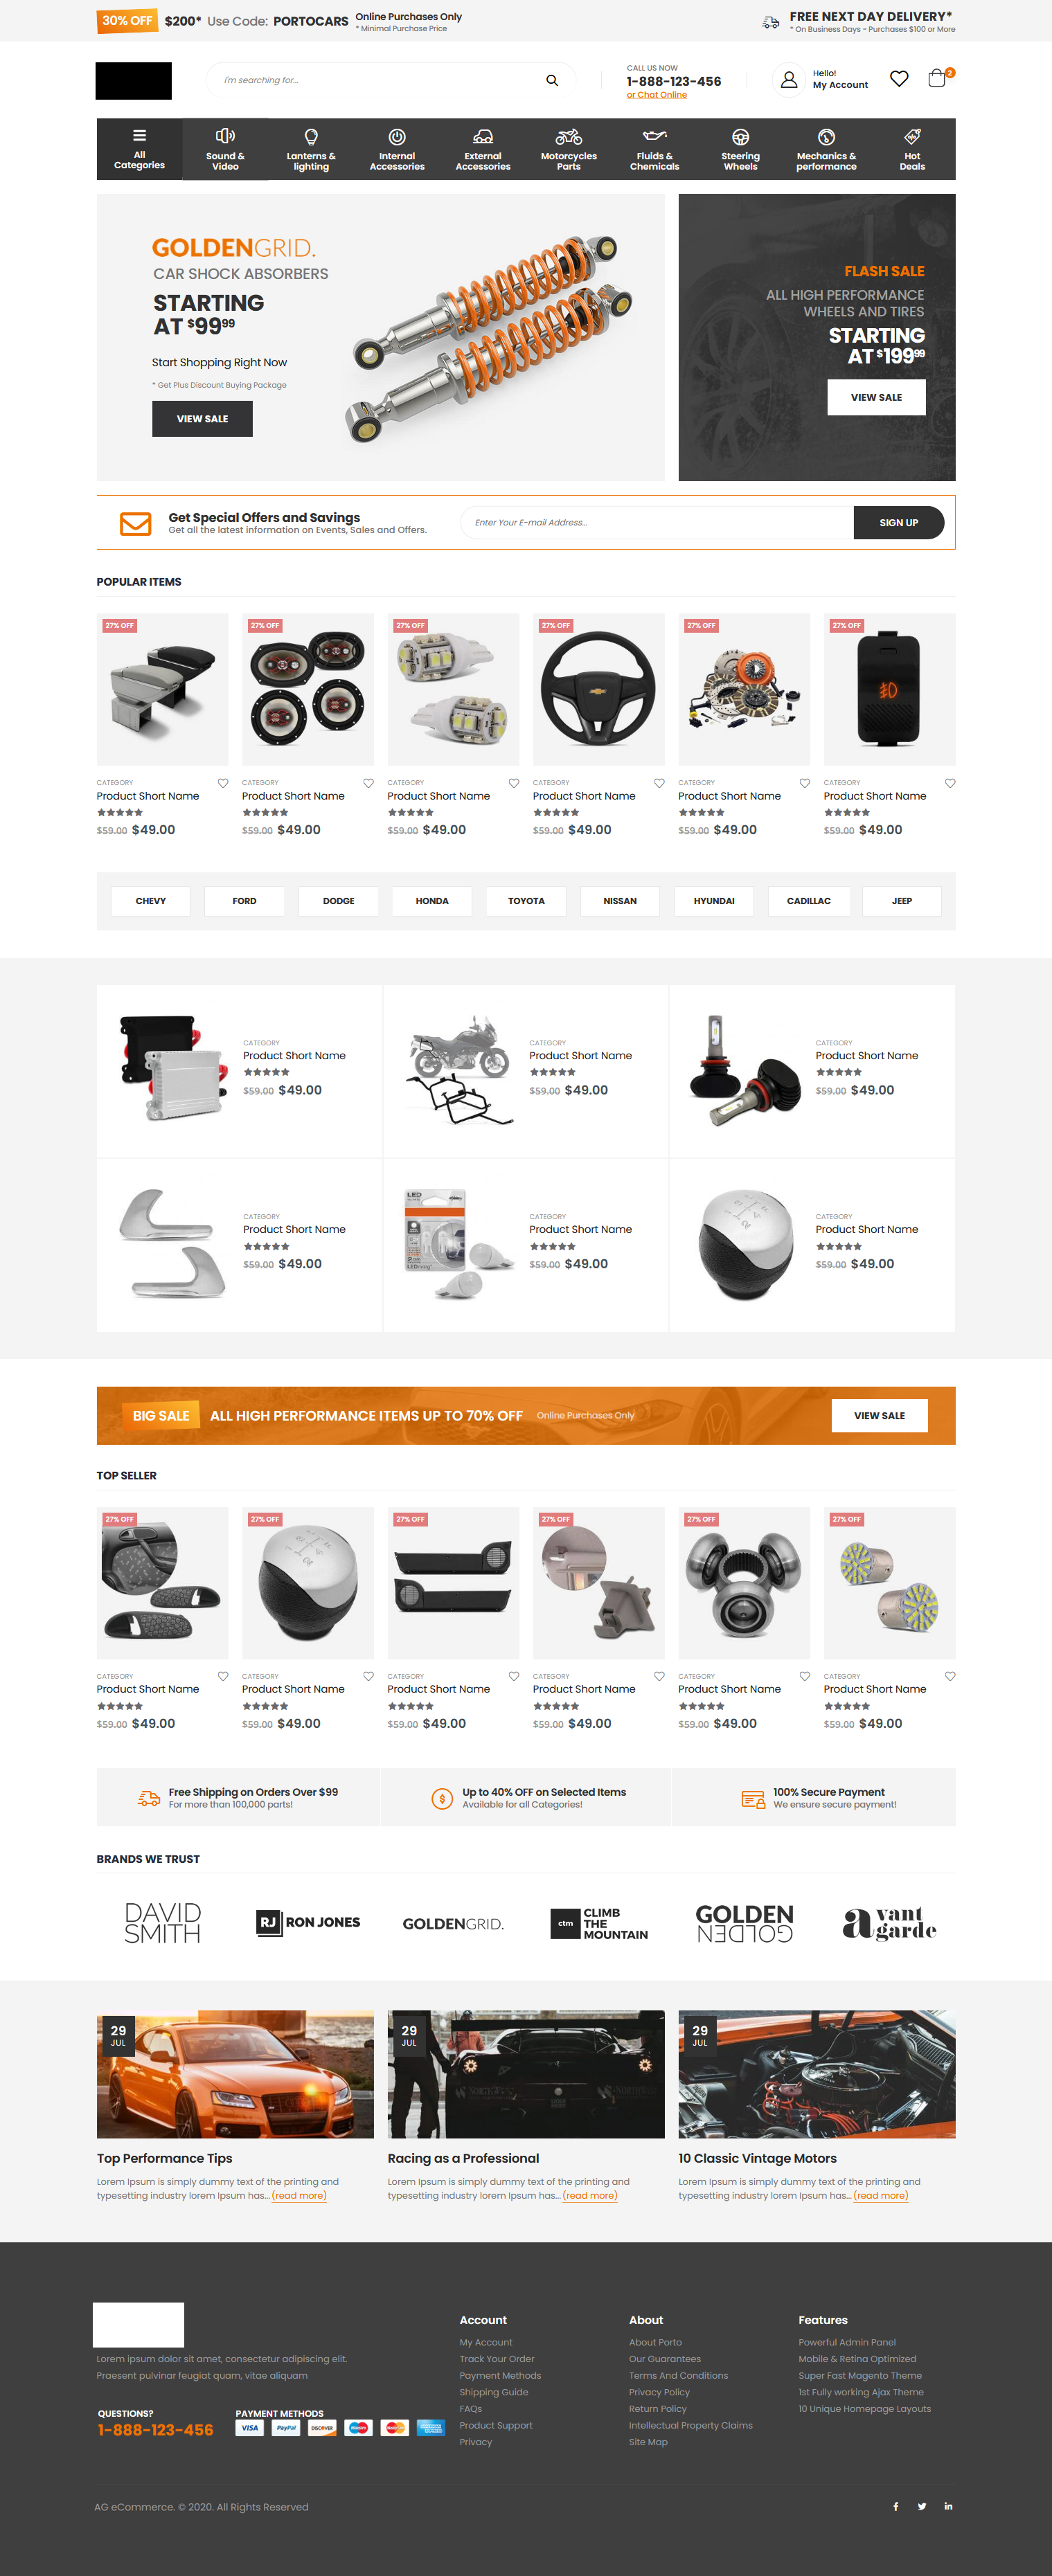 30% OFF $200* Use Code: PORTOCARS Online Purchases Only
* Minimal Purchase Price
FREE NEXT DAY DELIVERY*
* On Business Days - Purchases $100 or More
I'm searching for...
CALL US NOW
1-888-123-456
or Chat Online
Hello!
My Account
2
All
Categories
Sound &
Video
Lanterns &
lighting
Internal
Accessories
External
Accessories
Motorcycles
Parts
Fluids &
Chemicals
Steering
Wheels
Mechanics &
performance
Hot
Deals
GOLDENGRID.
CAR SHOCK ABSORBERS
STARTING
AT $9999
Start Shopping Right Now
* Get Plus Discount Buying Package
VIEW SALE
FLASH SALE
ALL HIGH PERFORMANCE
WHEELS AND TIRES
STARTING
AT $19999
VIEW SALE
Get Special Offers and Savings
Get all the latest information on Events, Sales and Offers.
Enter Your E-mail Address...
SIGN UP
POPULAR ITEMS
27% OFF 27% OFF 27% OFF 27% OFF 27% OFF 27% OFF
CATEGORY CATEGORY CATEGORY CATEGORY CATEGORY CATEGORY
Product Short Name Product Short Name Product Short Name Product Short Name Product Short Name Product Short Name
$59.00 $49.00 $59.00 $49.00 $59.00 $49.00 $59.00 $49.00 $59.00 $49.00 $59.00 $49.00
CHEVY FORD DODGE HONDA TOYOTA NISSAN HYUNDAI CADILLAC JEEP
CATEGORY CATEGORY CATEGORY
Product Short Name Product Short Name Product Short Name
$59.00 $49.00 $59.00 $49.00 $59.00 $49.00
LED
CATEGORY CATEGORY CATEGORY
Product Short Name Product Short Name Product Short Name
$59.00 $49.00 $59.00 $49.00 $59.00 $49.00
BIG SALE ALL HIGH PERFORMANCE ITEMS UP TO 70% OFF Online Purchases Only VIEW SALE
TOP SELLER
27% OFF 27% OFF 27% OFF 27% OFF 27% OFF 27% OFF
CATEGORY CATEGORY CATEGORY CATEGORY CATEGORY CATEGORY
Product Short Name Product Short Name Product Short Name Product Short Name Product Short Name Product Short Name
$59.00 $49.00 $59.00 $49.00 $59.00 $49.00 $59.00 $49.00 $59.00 $49.00 $59.00 $49.00
Free Shipping on Orders Over $99
For more than 100,000 parts!
Up to 40% OFF on Selected Items
Available for all Categories!
100% Secure Payment
We ensure secure payment!
BRANDS WE TRUST
DAVID
SMITH
RJ RON JONES
GOLDENGRID.
ctm CLIMB
THE
MOUNTAIN
GOLDEN
GOLDEN
avant
garde
29
JUL
29
JUL
29
JUL
Top Performance Tips
Lorem Ipsum is simply dummy text of the printing and
typesetting industry lorem Ipsum has... (read more)
Racing as a Professional
Lorem Ipsum is simply dummy text of the printing and
typesetting industry lorem Ipsum has... (read more)
10 Classic Vintage Motors
Lorem Ipsum is simply dummy text of the printing and
typesetting industry lorem Ipsum has... (read more)
Lorem ipsum dolor sit amet, consectetur adipiscing elit.
Praesent pulvinar feugiat quam, vitae aliquam
QUESTIONS?
1-888-123-456
PAYMENT METHODS
VISA PayPal DISCOVER
Account
My Account
Track Your Order
Payment Methods
Shipping Guide
FAQs
Product Support
Privacy
About
About Porto
Our Guarantees
Terms And Conditions
Privacy Policy
Return Policy
Intellectual Property Claims
Site Map
Features
Powerful Admin Panel
Mobile & Retina Optimized
Super Fast Magento Theme
1st Fully working Ajax Theme
10 Unique Homepage Layouts
AG eCommerce. © 2020. All Rights Reserved